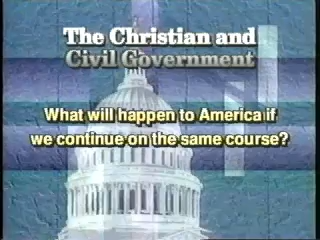 The Christian and
Civil Government
What will happen to America if
we continue on the same course?